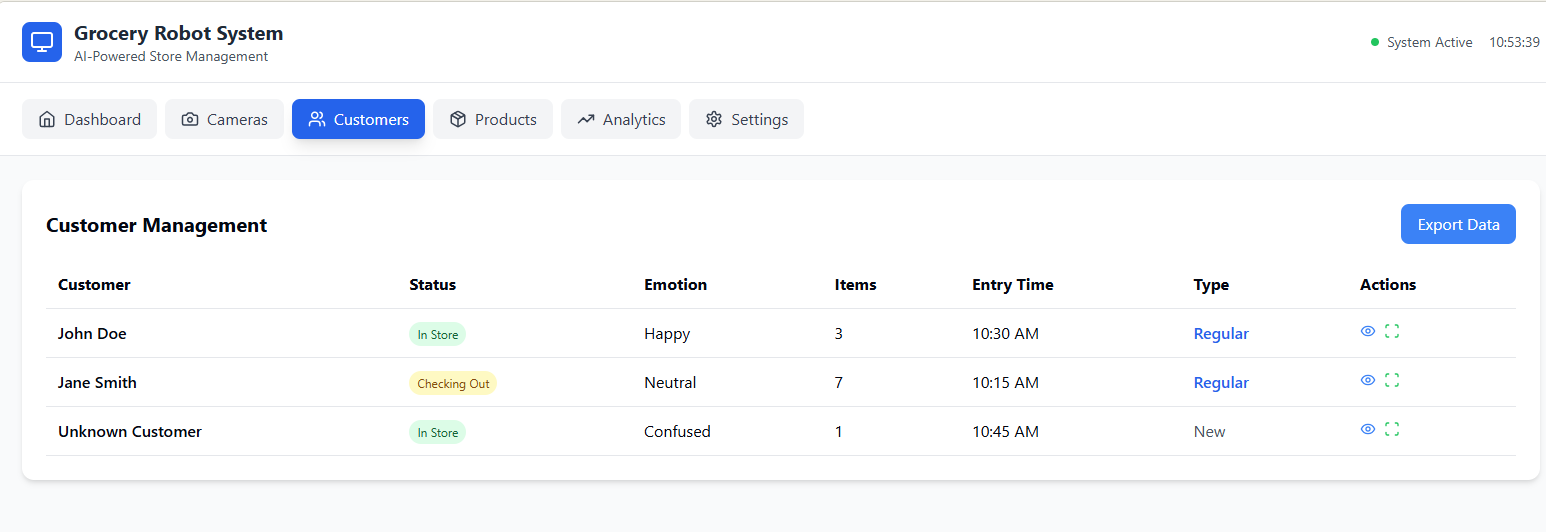 Grocery Robot System
AI-Powered Store Management
System Active 10:53:39
Dashboard Cameras Customers Products Analytics Settings
Customer Management
Export Data
Customer Status Emotion Items Entry Time Type Actions
John Doe In Store Happy 3 10:30 AM Regular
Jane Smith Checking Out Neutral 7 10:15 AM Regular
Unknown Customer In Store Confused 1 10:45 AM New